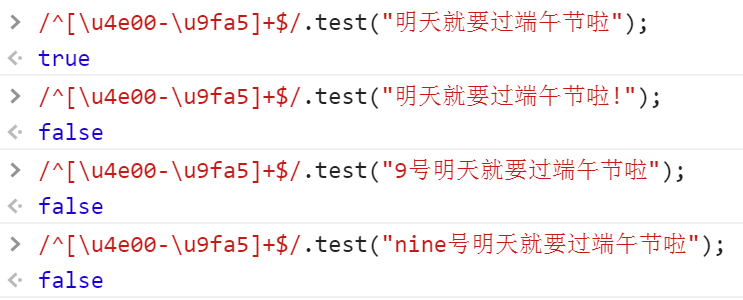 /^[\u4e00-\u9fa5]+$/.test("明天就要过端午节啦");
true
/^[\u4e00-\u9fa5]+$/.test("明天就要过端午节啦!");
false
/^[\u4e00-\u9fa5]+$/.test("9号明天就要过端午节啦");
false
/^[\u4e00-\u9fa5]+$/.test("nine号明天就要过端午节啦");
false